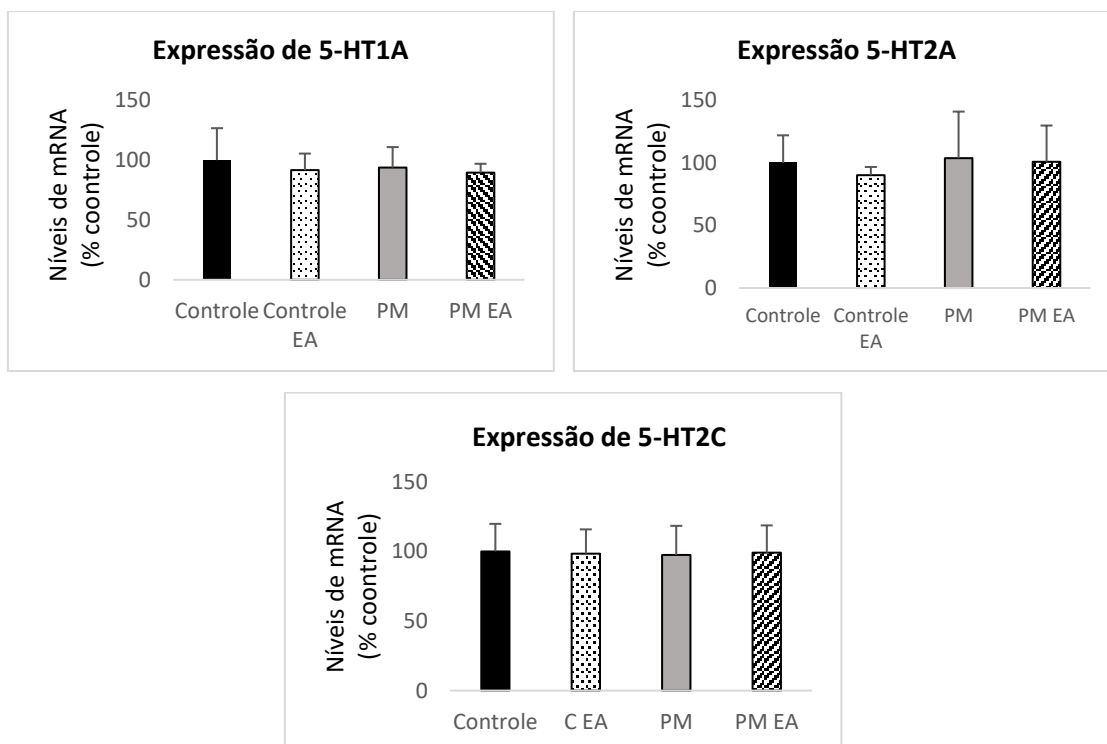 Expressão de 5-HT1A
Níveis de mRNA
(% coontrole)
150
100
50
0
Controle
Controle
EA
PM
PM EA
Expressão 5-HT2A
Níveis de mRNA
(% coontrole)
150
100
50
0
Controle
Controle
EA
PM
PM EA
Expressão de 5-HT2C
Níveis de mRNA
(% coontrole)
150
100
50
0
Controle
C EA
PM
PM EA